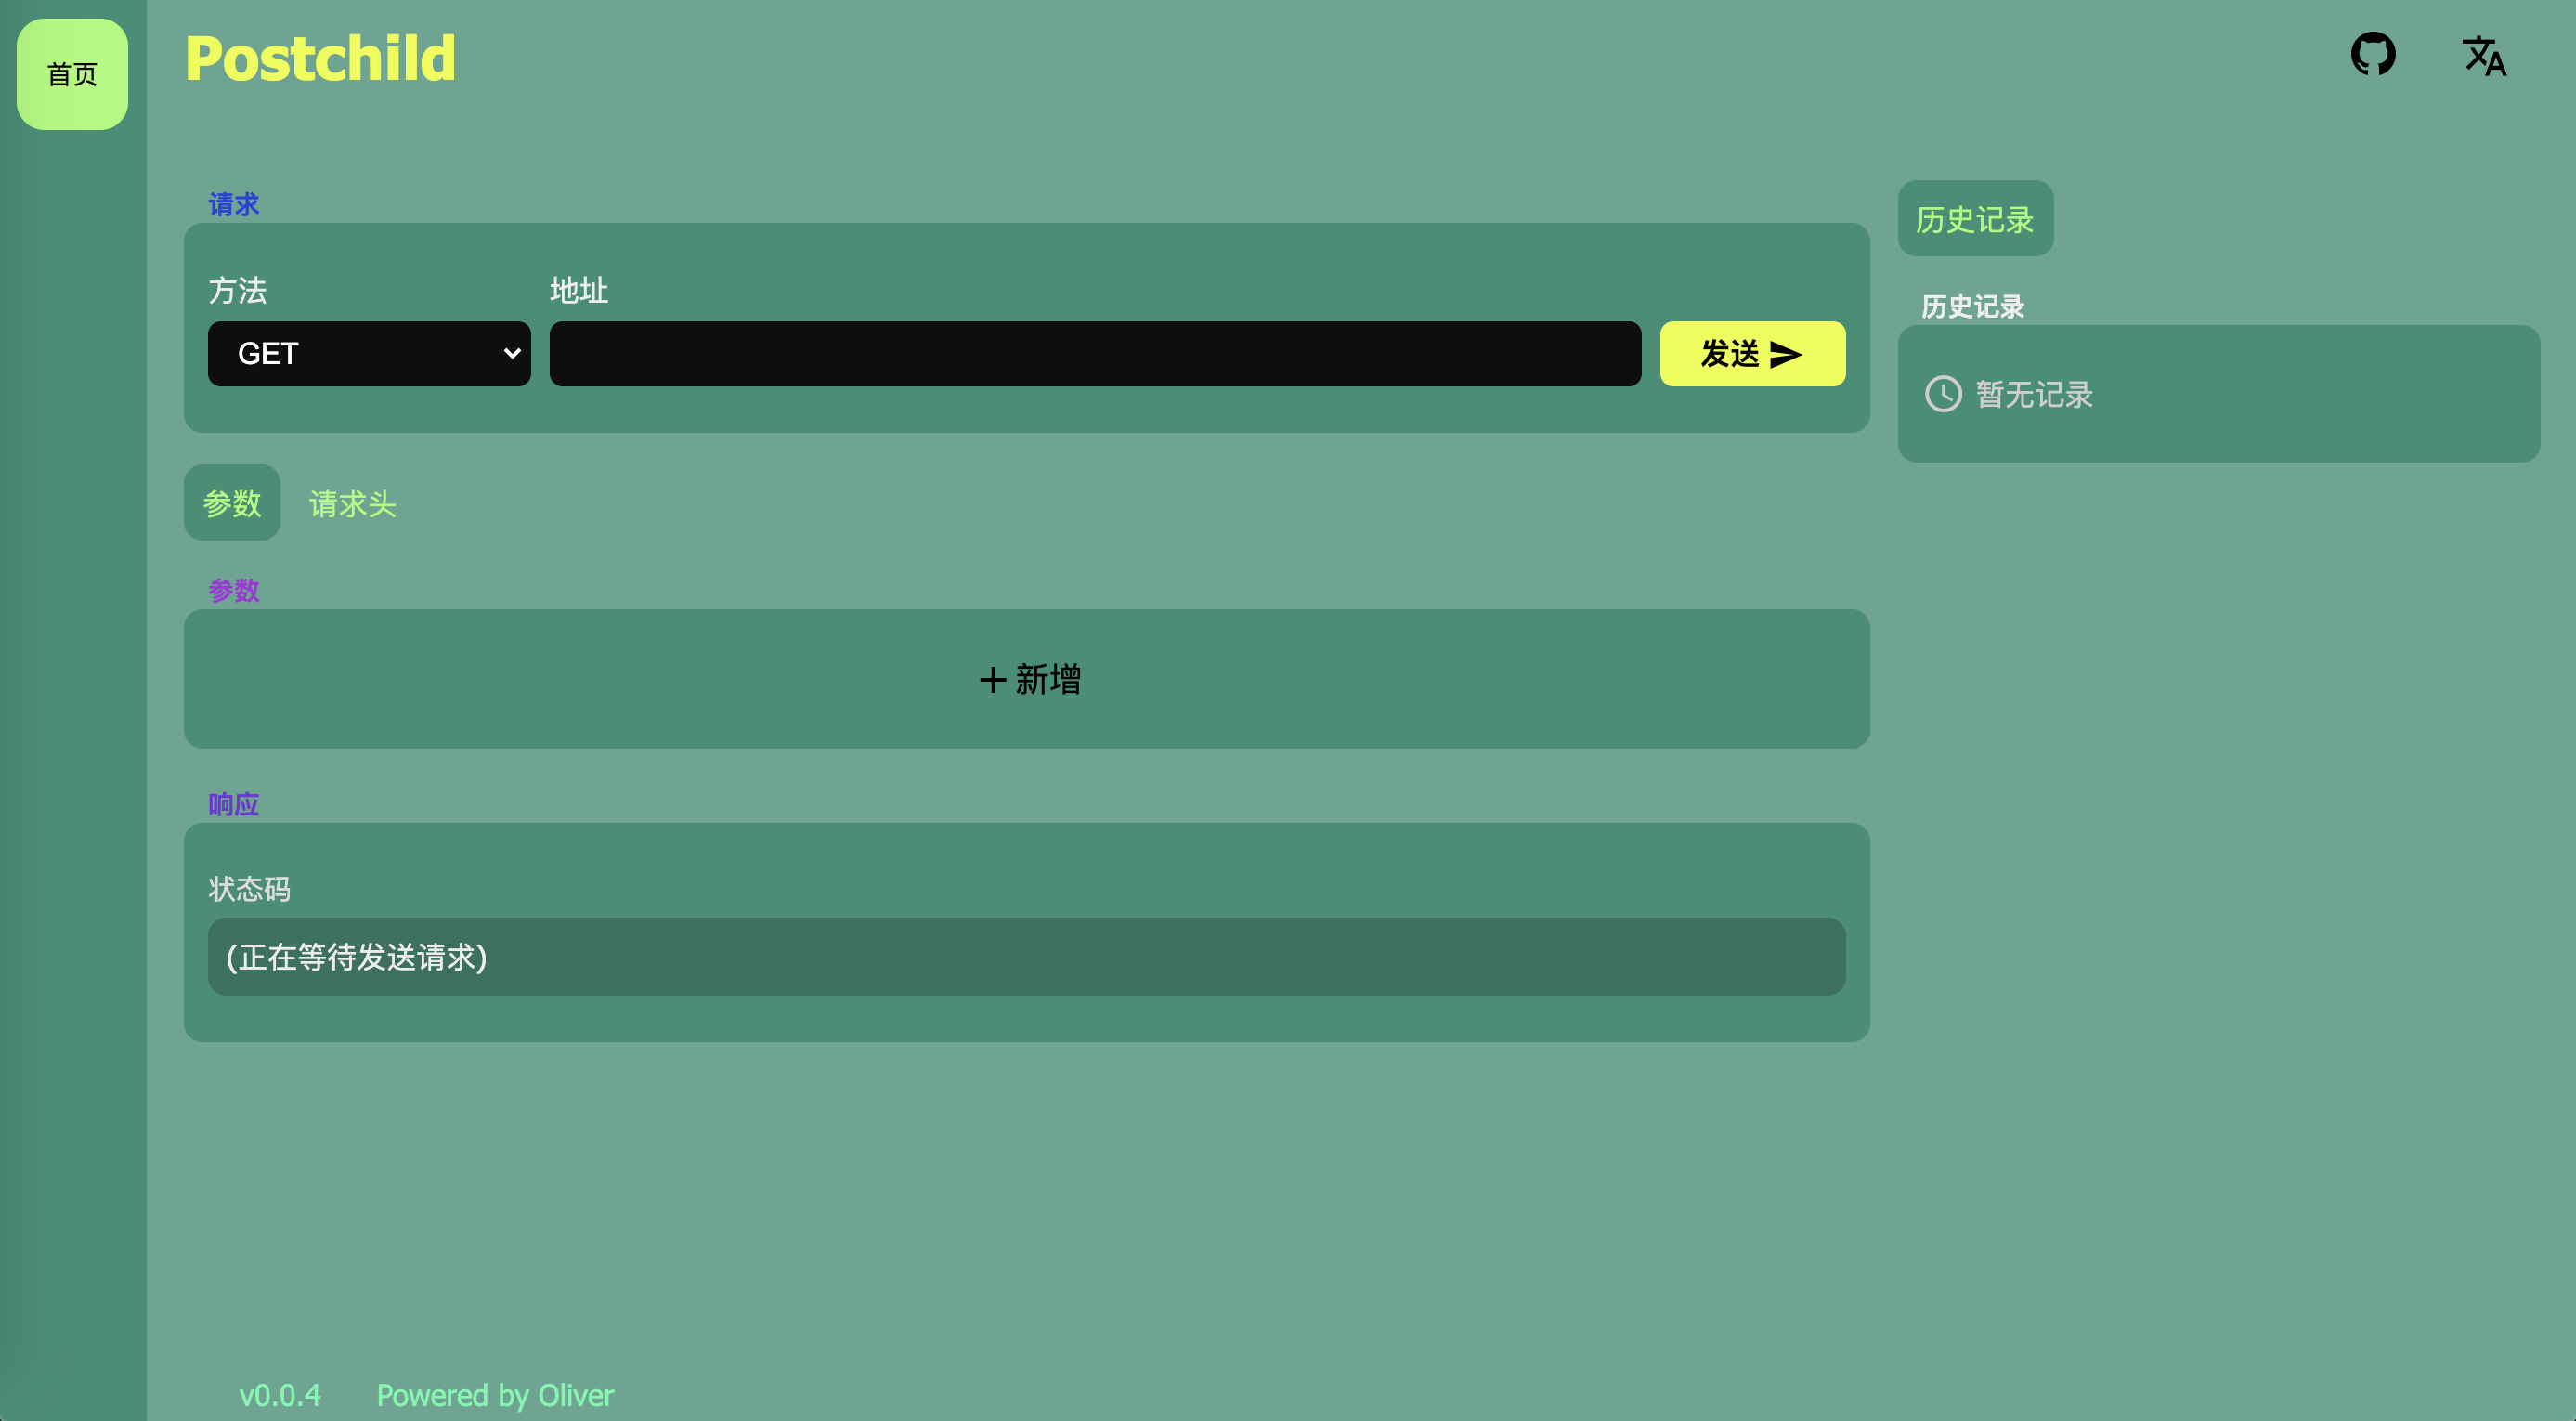 首页
Postchild
请求
方法
地址
GET
发送
参数
请求头
参数
新增
响应
状态码
(正在等待发送请求)
历史记录
历史记录
暂无记录
v0.0.4
Powered by Oliver